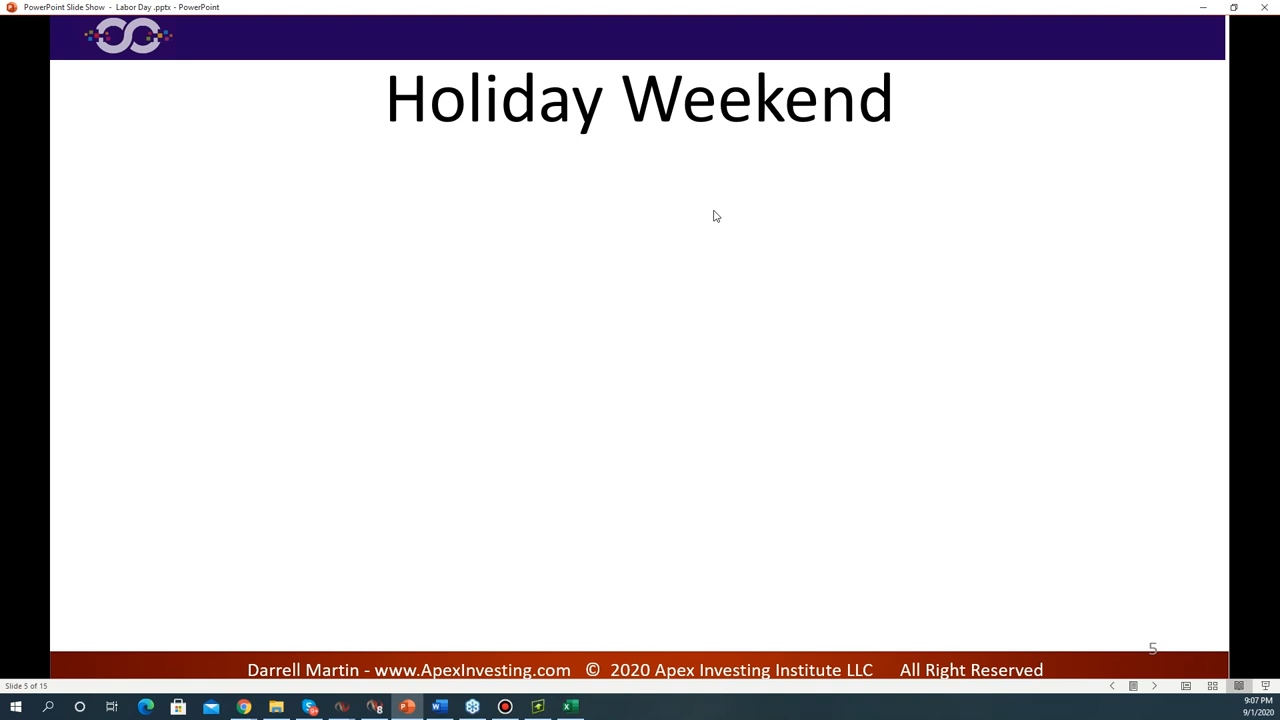 PowerPoint Slide Show - Labor Day .pptx - PowerPoint
Holiday Weekend
5
Darrell Martin - www.ApexInvesting.com © 2020 Apex Investing Institute LLC All Right Reserved
Slide 5 of 15
9:07 PM
9/1/2020